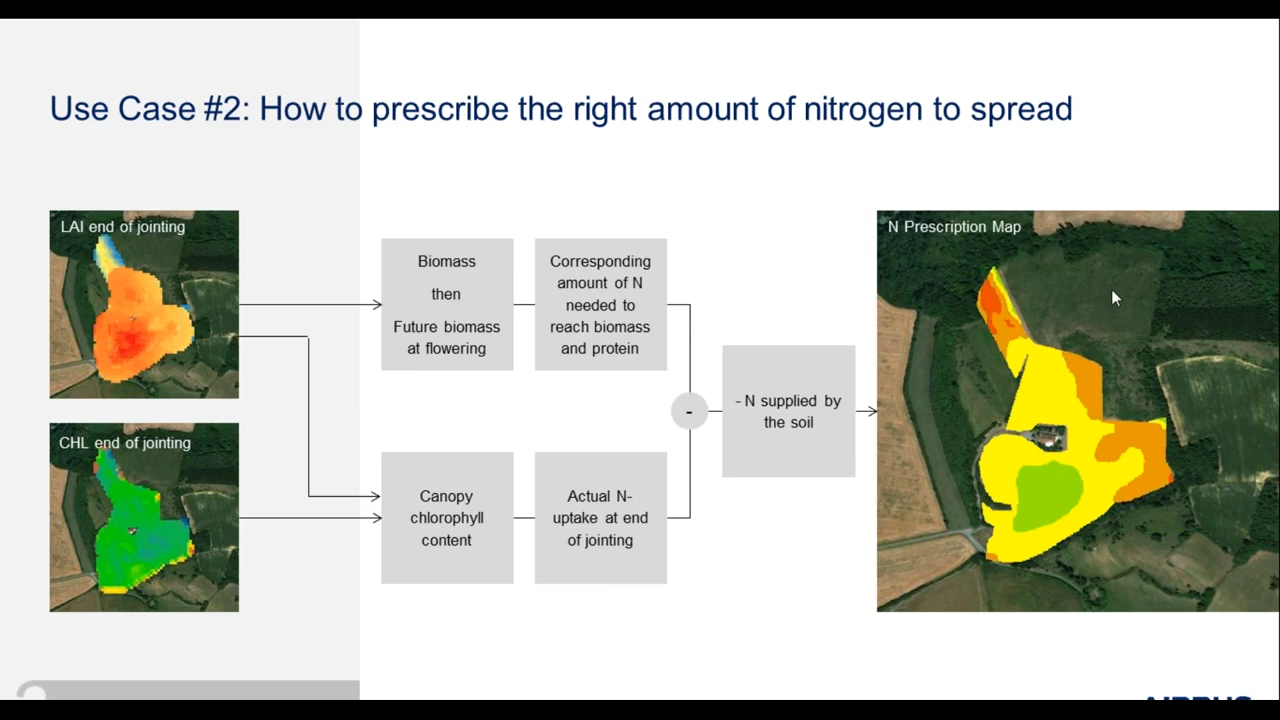 Use Case #2: How to prescribe the right amount of nitrogen to spread
LAI end of jointing
Biomass
then
Future biomass
at flowering
Corresponding
amount of N
needed to
reach biomass
and protein
CHL end of jointing
Canopy
chlorophyll
content
Actual N-
uptake at end
of jointing
-
- N supplied by
the soil
N Prescription Map